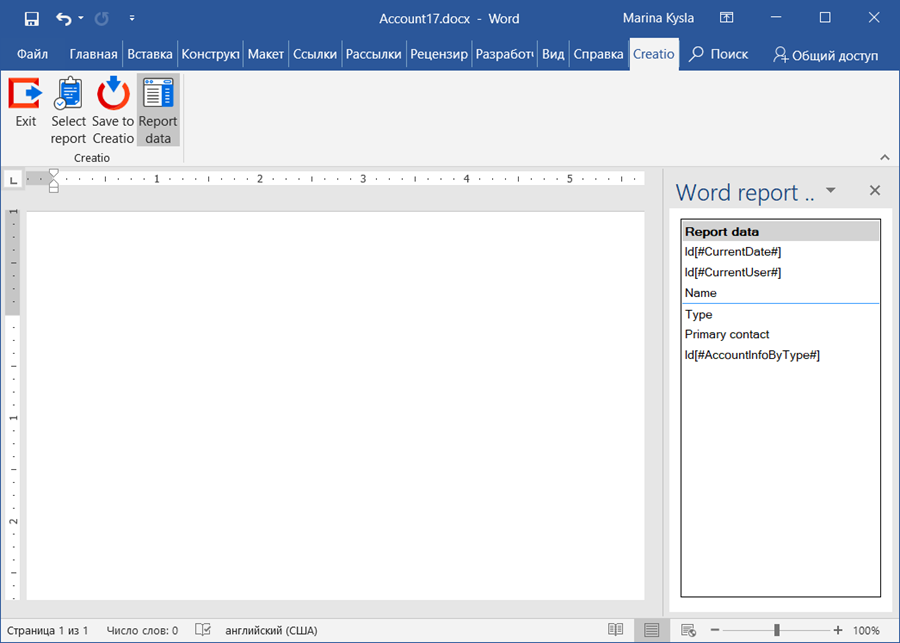 Account17.docx - Word
Marina Kysla
Файл Главная Вставка Конструкт Макет Ссылки Рассылки Рецензир Разработч Вид Справка Creatio Поиск Общий доступ
Exit
Select report
Save to Creatio
Report data
Creatio
L
1 2 3 4 5
1
1
2
Word report ..
Report data
Id[#CurrentDate#]
Id[#CurrentUser#]
Name
Type
Primary contact
Id[#AccountInfoByType#]
Страница 1 из 1 Число слов: 0 английский (США) 100%